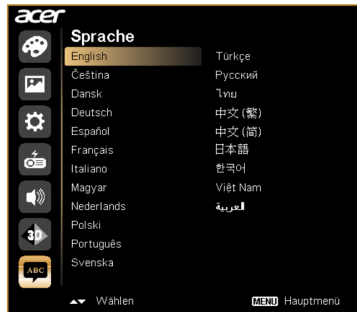 acer
Sprache
English
Čeština
Dansk
Deutsch
Español
Français
Italiano
Magyar
Nederlands
Polski
Português
Svenska
Türkçe
Русский
ไทย
中文 (繁)
中文 (简)
日本語
한국어
Việt Nam
العربية
3D
ABC
Wählen
MENU Hauptmenü